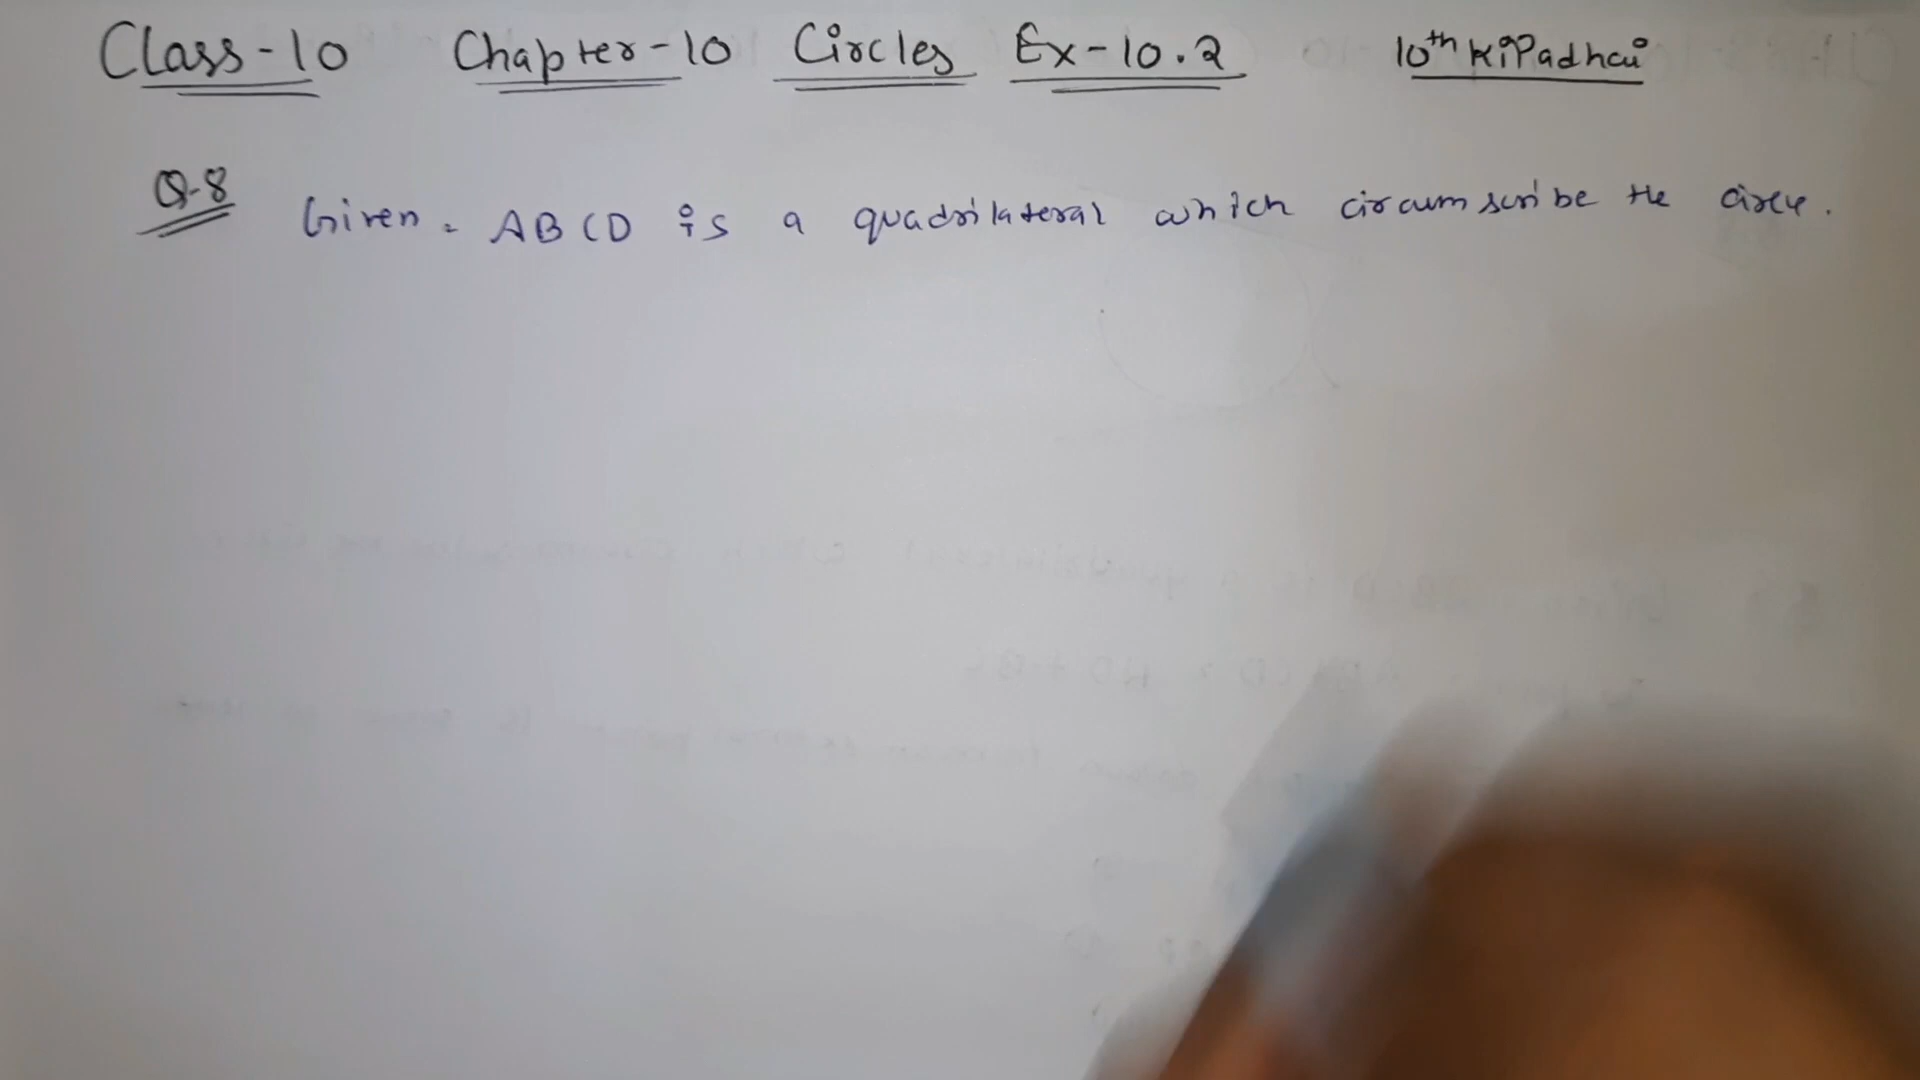 Class-10 Chapter-10 Circles Ex-10.2 10th KiPadhai
Q-8 Given = ABCD is a quadrilateral which circumscribe the circle.